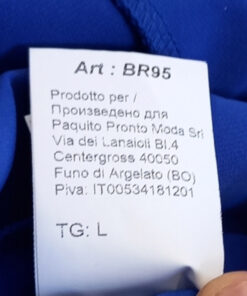 Art : BR95
Prodotto per /
Произведено для
Paquito Pronto Moda Srl
Via dei Lanaioli Bl.4
Centergross 40050
Funo di Argelato (BO)
P.iva: IT00534181201
TG: L